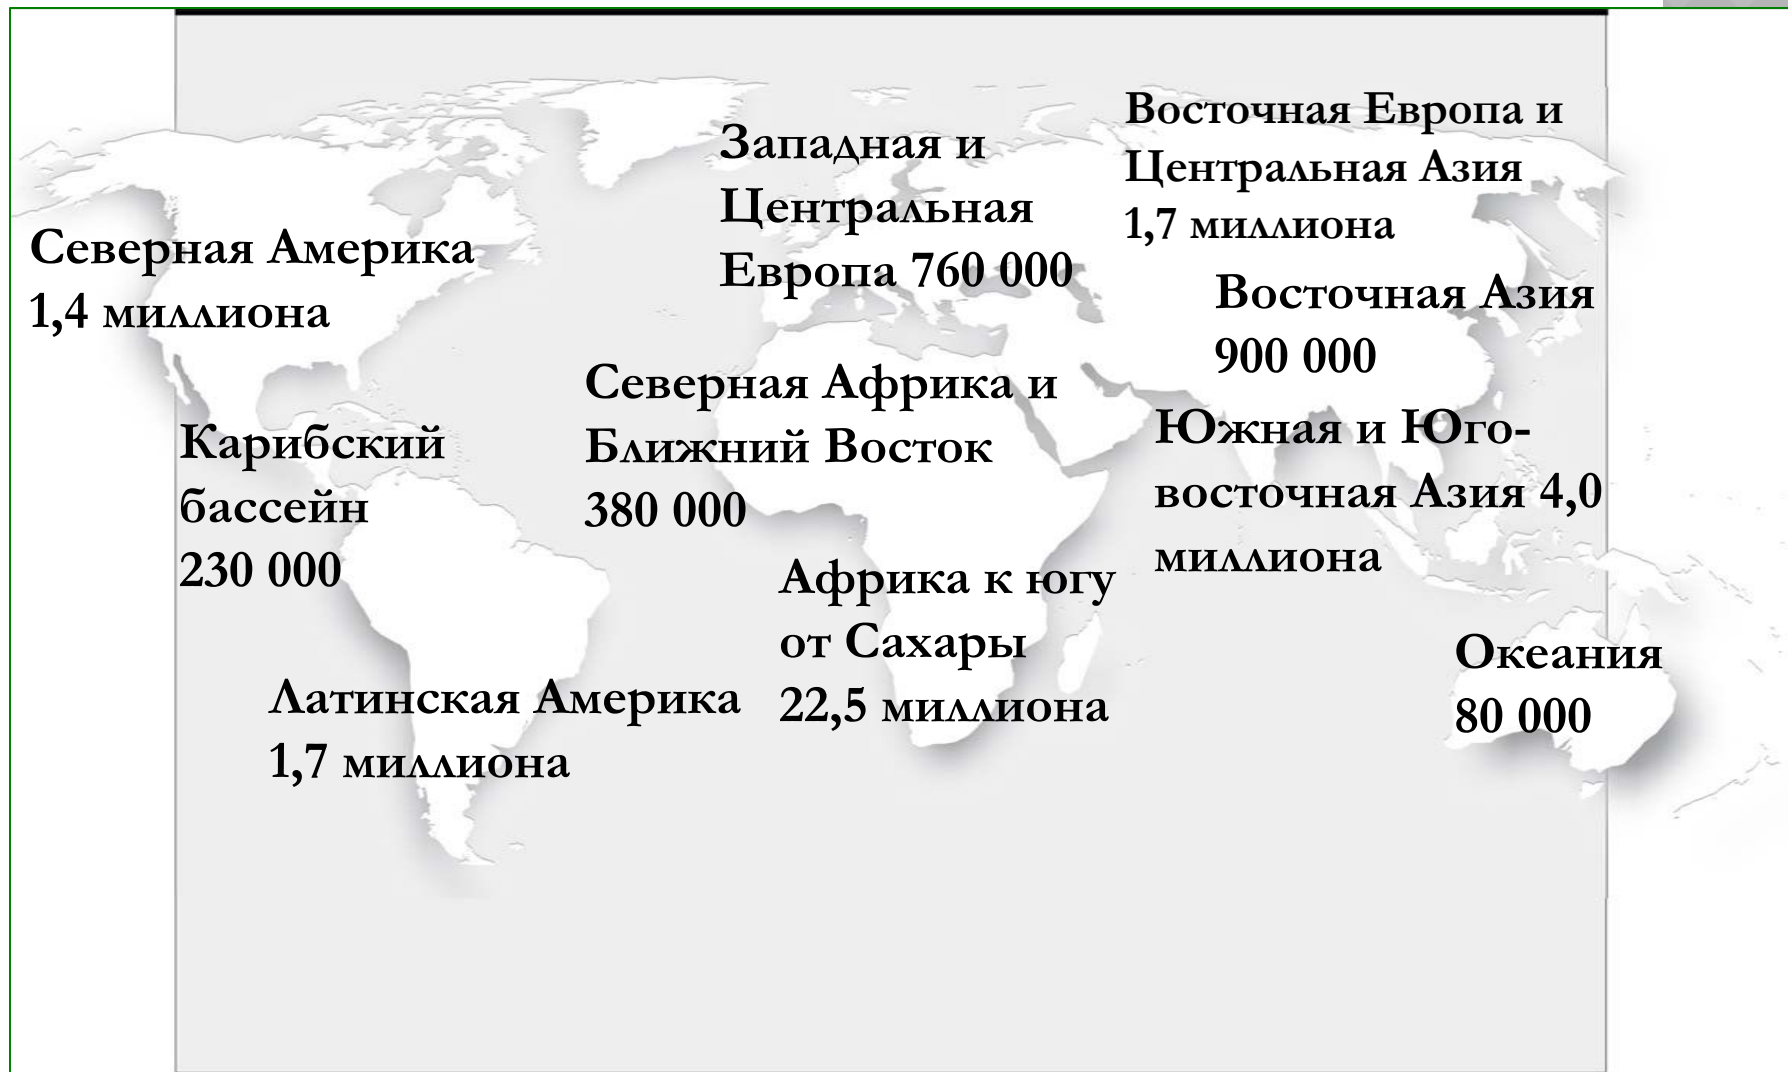 Западная и
Центральная
Европа 760 000
Восточная Европа и
Центральная Азия
1,7 миллиона
Северная Америка
1,4 миллиона
Восточная Азия
900 000
Северная Африка и
Ближний Восток
380 000
Карибский
бассейн
230 000
Южная и Юго-
восточная Азия 4,0
миллиона
Африка к югу
от Сахары
22,5 миллиона
Океания
80 000
Латинская Америка
1,7 миллиона